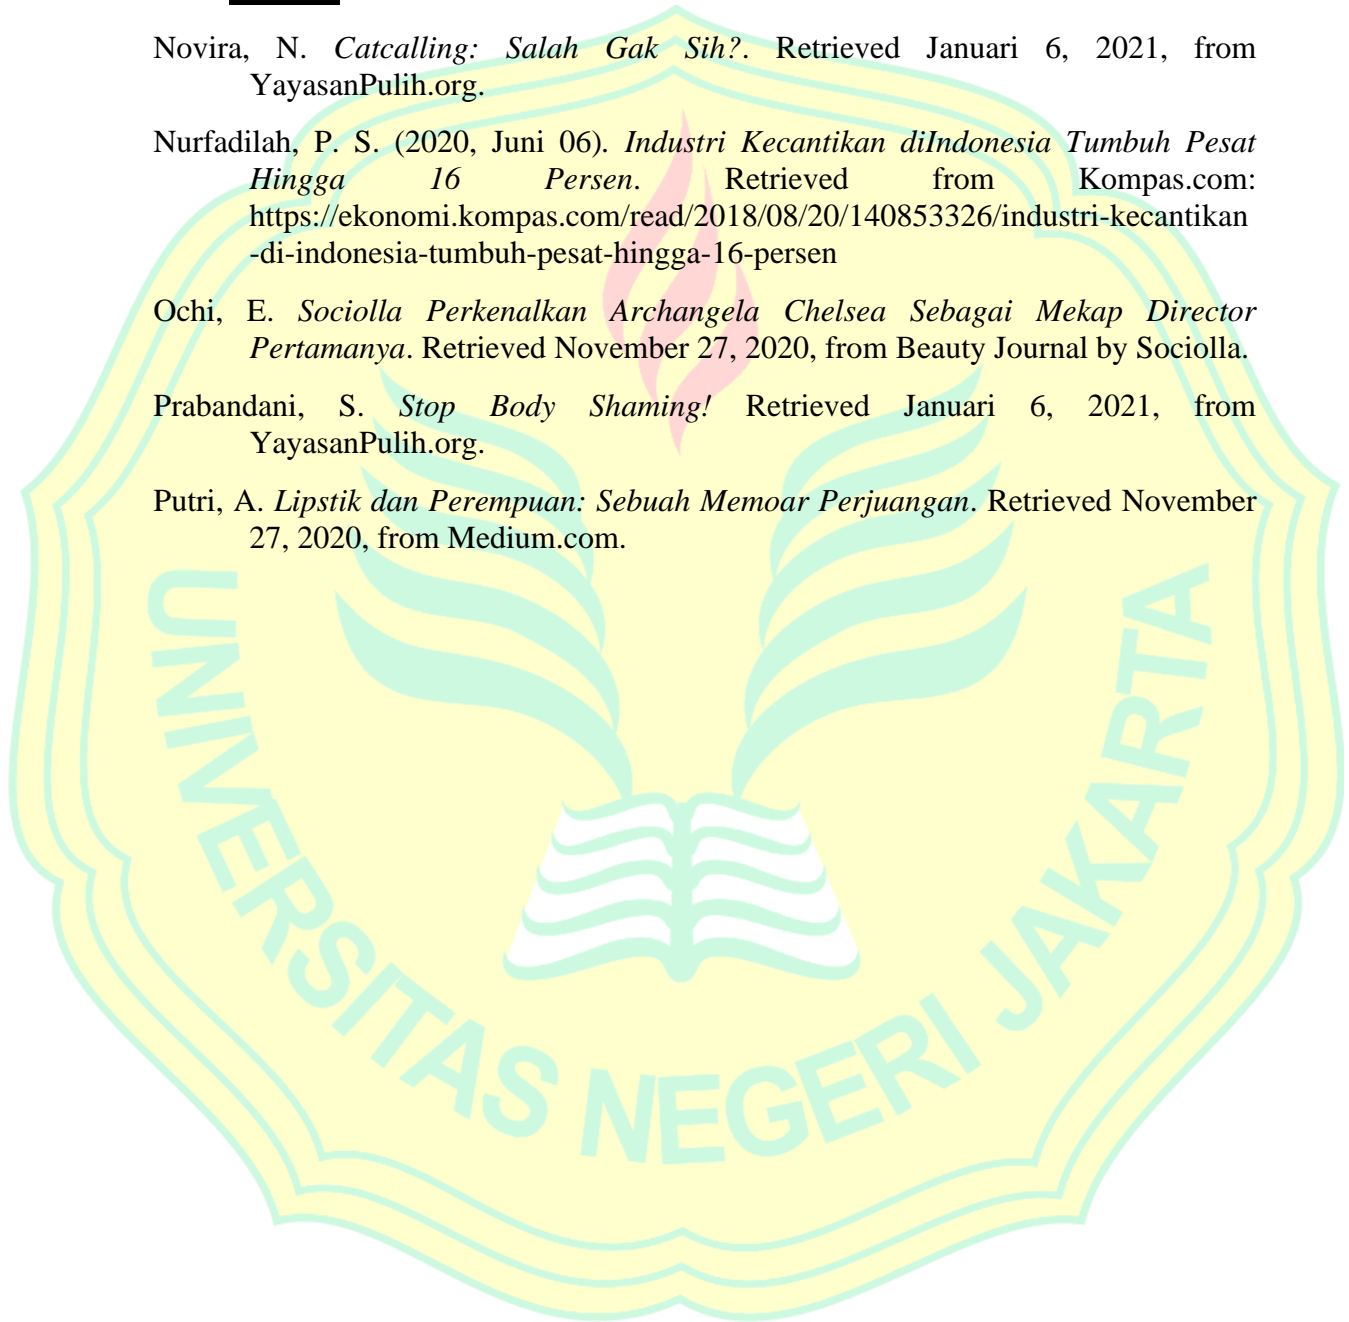 Novira, N. Catcalling: Salah Gak Sih?. Retrieved Januari 6, 2021, from
YayasanPulih.org.
Nurfadilah, P. S. (2020, Juni 06). Industri Kecantikan diIndonesia Tumbuh Pesat
Hingga 16 Persen. Retrieved from Kompas.com:
https://ekonomi.kompas.com/read/2018/08/20/140853326/industri-kecantikan
-di-indonesia-tumbuh-pesat-hingga-16-persen
Ochi, E. Sociolla Perkenalkan Archangela Chelsea Sebagai Mekap Director
Pertamanya. Retrieved November 27, 2020, from Beauty Journal by Sociolla.
Prabandani, S. Stop Body Shaming! Retrieved Januari 6, 2021, from
YayasanPulih.org.
Putri, A. Lipstik dan Perempuan: Sebuah Memoar Perjuangan. Retrieved November
27, 2020, from Medium.com.
UNIVERSITAS NEGERI JAKARTA